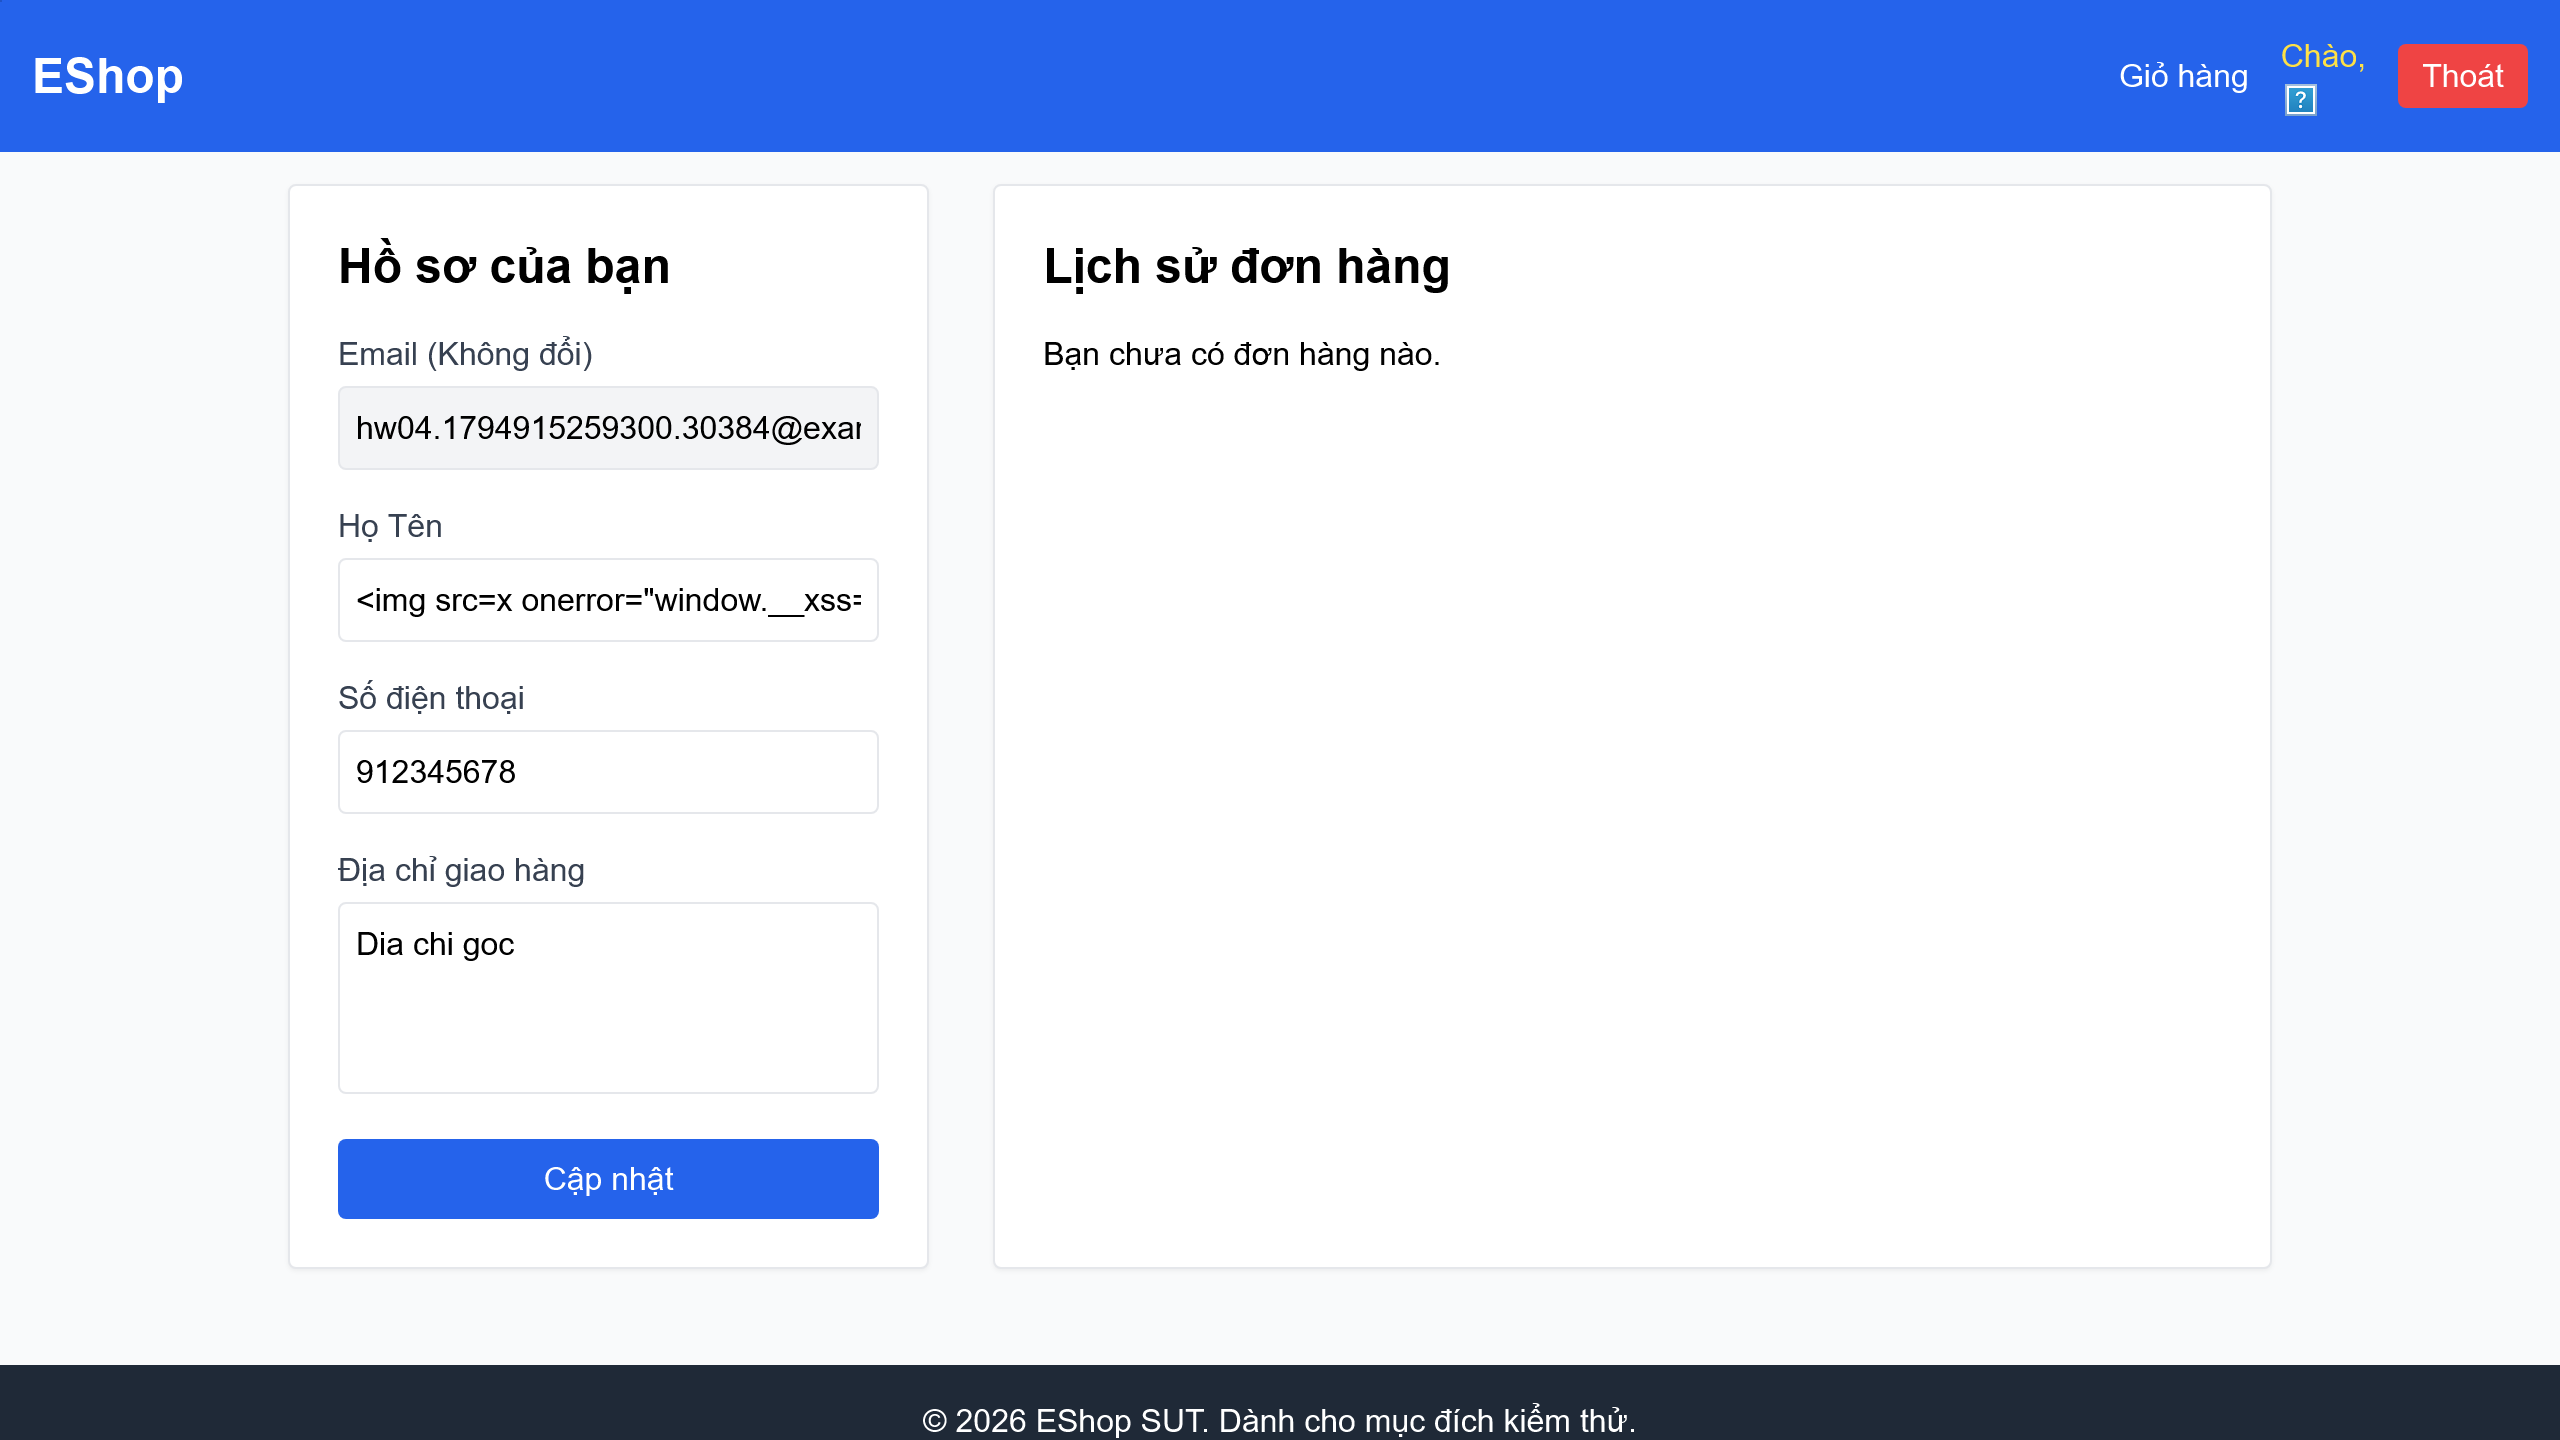 EShop
Giỏ hàng
Chào,
?
Thoát
Hồ sơ của bạn
Email (Không đổi)
hw04.1794915259300.30384@exar
Họ Tên
<img src=x onerror="window.__xss=
Số điện thoại
912345678
Địa chỉ giao hàng
Dia chi goc
Cập nhật
Lịch sử đơn hàng
Bạn chưa có đơn hàng nào.
© 2026 EShop SUT. Dành cho mục đích kiểm thử.